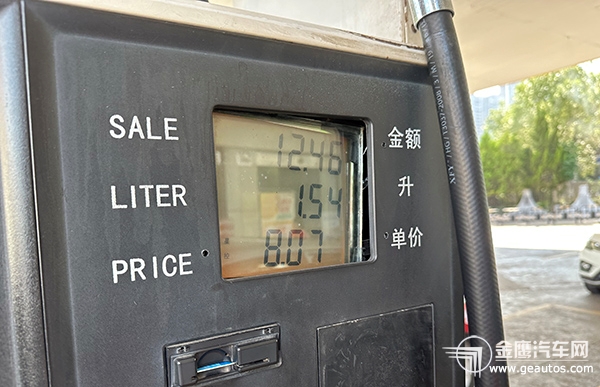 SALE 12.46 金额
LITER 1.54 升
PRICE 8.07 单价
金鹰汽车网
www.geautos.com